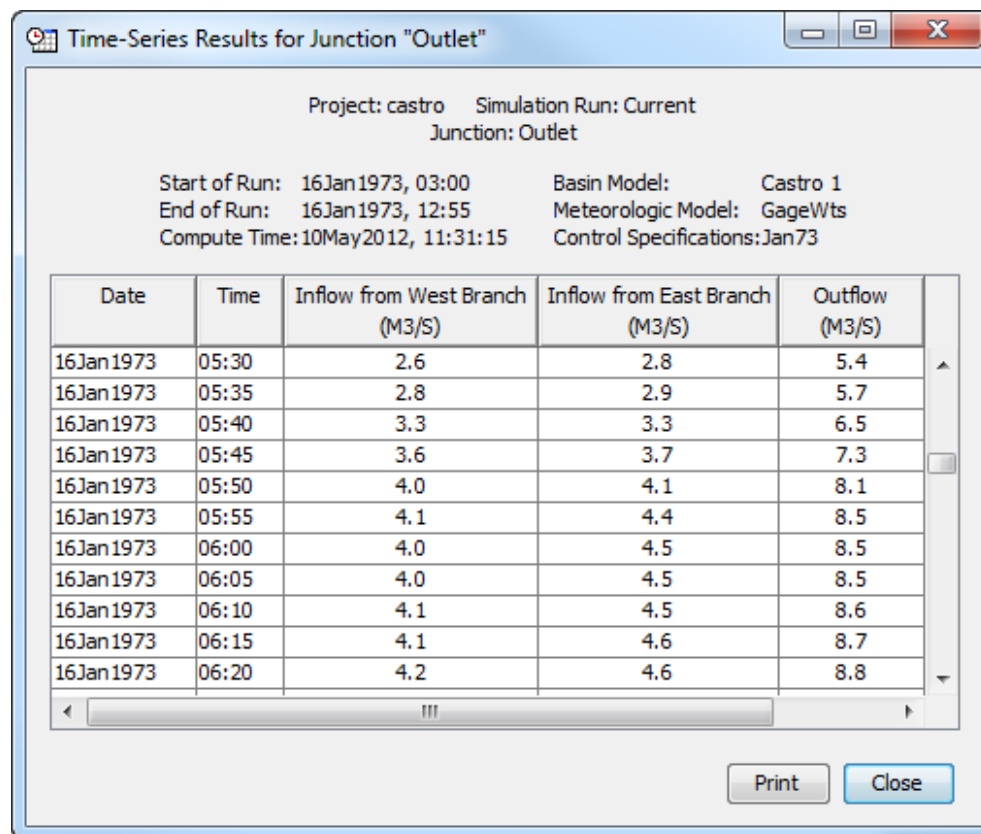 Time-Series Results for Junction "Outlet"
Project: castro Simulation Run: Current
Junction: Outlet
Start of Run: 16Jan1973, 03:00 Basin Model: Castro 1
End of Run: 16Jan1973, 12:55 Meteorologic Model: GageWts
Compute Time: 10May2012, 11:31:15 Control Specifications: Jan73
Date Time Inflow from West Branch Inflow from East Branch Outflow
(M3/S) (M3/S) (M3/S)
16Jan1973 05:30 2.6 2.8 5.4
16Jan1973 05:35 2.8 2.9 5.7
16Jan1973 05:40 3.3 3.3 6.5
16Jan1973 05:45 3.6 3.7 7.3
16Jan1973 05:50 4.0 4.1 8.1
16Jan1973 05:55 4.1 4.4 8.5
16Jan1973 06:00 4.0 4.5 8.5
16Jan1973 06:05 4.0 4.5 8.5
16Jan1973 06:10 4.1 4.5 8.6
16Jan1973 06:15 4.1 4.6 8.7
16Jan1973 06:20 4.2 4.6 8.8
Print Close